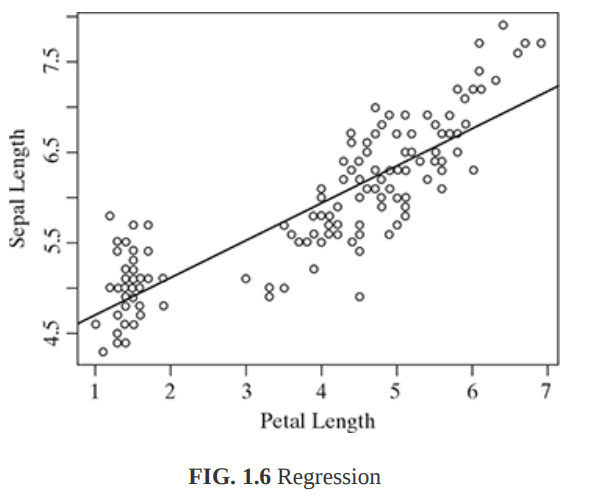 7.5
6.5
5.5
4.5
Sepal Length
1 2 3 4 5 6 7
Petal Length
FIG. 1.6 Regression